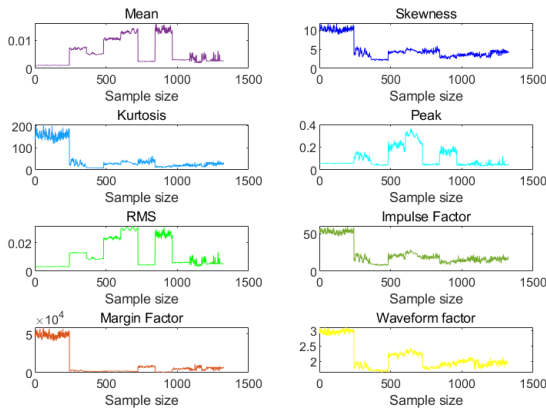 Mean
0.01
0
0 500 1000 1500
Sample size
Skewness
10
5
0
0 500 1000 1500
Sample size
Kurtosis
200
100
0
0 500 1000 1500
Sample size
Peak
0.4
0.2
0
0 500 1000 1500
Sample size
RMS
0.02
0
0 500 1000 1500
Sample size
Impulse Factor
50
0
0 500 1000 1500
Sample size
Margin Factor
×10⁴
5
0
0 500 1000 1500
Sample size
Waveform factor
3
2.5
2
0 500 1000 1500
Sample size